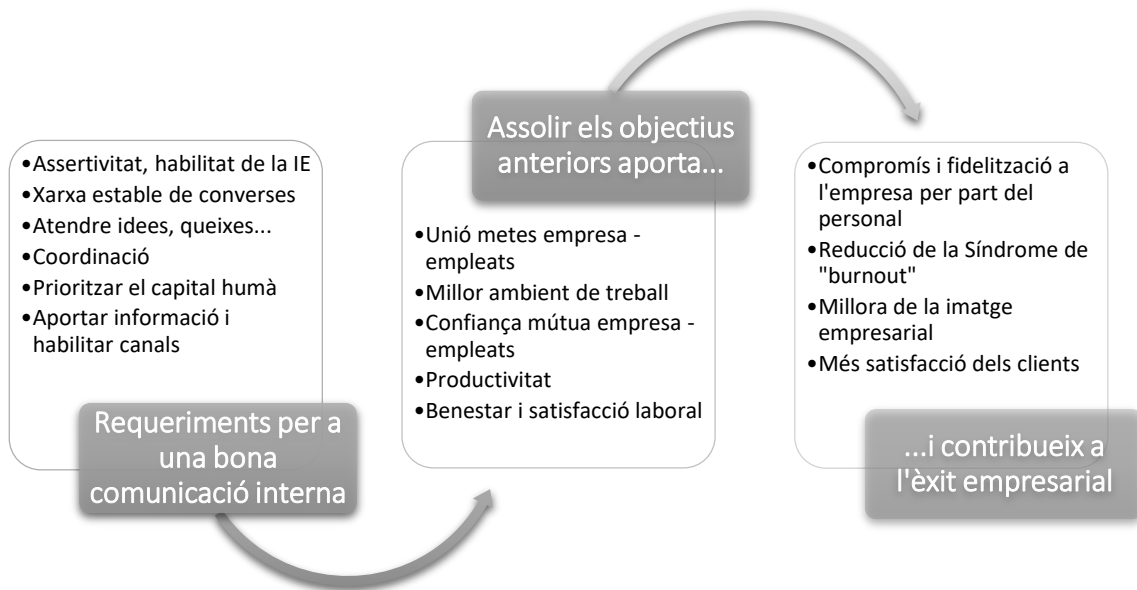 •Assertivitat, habilitat de la IE
•Xarxa estable de converses
•Atendre idees, queixes...
•Coordinació
•Prioritzar el capital humà
•Aportar informació i
habilitar canals
Requeriments per a
una bona
comunicació interna
Assolir els objectius
anteriors aporta...
•Unió metes empresa -
empleats
•Millor ambient de treball
•Confiança mútua empresa -
empleats
•Productivitat
•Benestar i satisfacció laboral
•Compromís i fidelització a
l'empresa per part del
personal
•Reducció de la Síndrome de
"burnout"
•Millora de la imatge
empresarial
•Més satisfacció dels clients
...i contribueix a
l'èxit empresarial